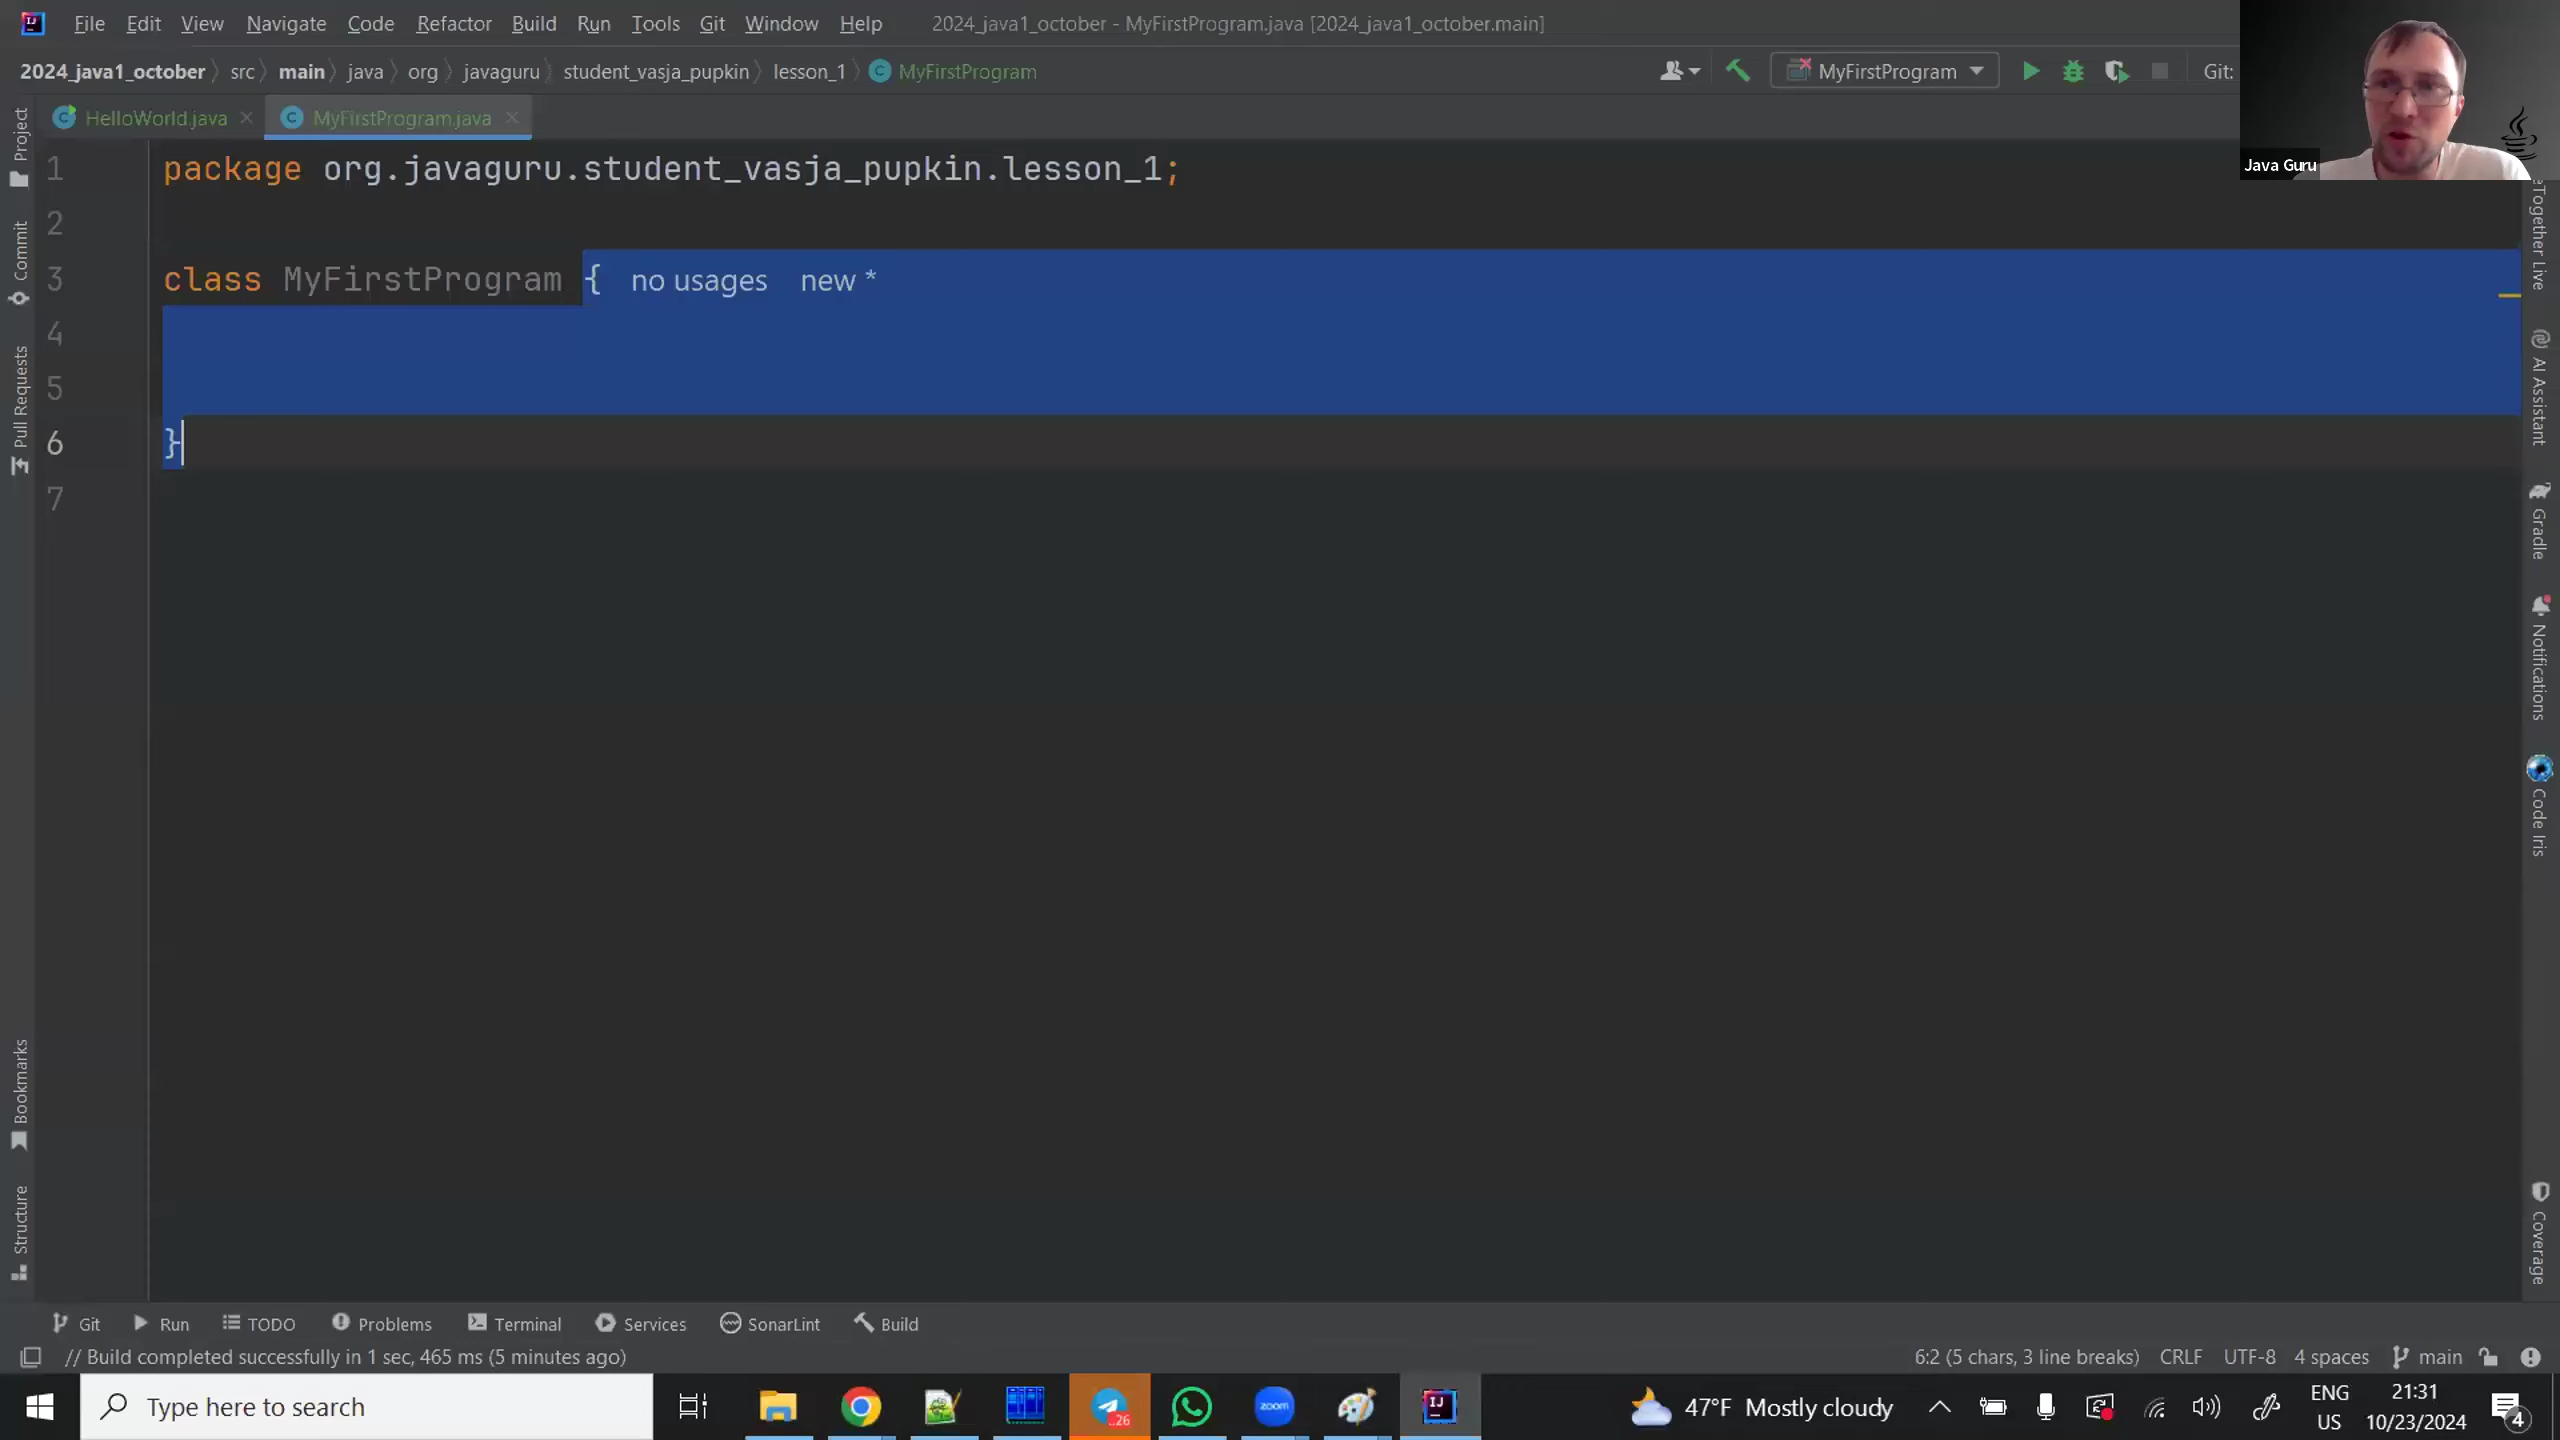 File Edit View Navigate Code Refactor Build Run Tools Git Window Help 2024_java1_october - MyFirstProgram.java [2024_java1_october.main]
2024_java1_october src main java org javaguru student_vasja_pupkin lesson_1 MyFirstProgram MyFirstProgram Git:
HelloWorld.java MyFirstProgram.java
Java Guru
1 package org.javaguru.student_vasja_pupkin.lesson_1;
2
3 class MyFirstProgram { no usages new *
4
5
6 }
7
Project
Commit
Pull Requests
Bookmarks
Structure
eTogether Live
AI Assistant
Gradle
Notifications
Code Iris
Coverage
Git Run TODO Problems Terminal Services SonarLint Build
// Build completed successfully in 1 sec, 465 ms (5 minutes ago) 6:2 (5 chars, 3 line breaks) CRLF UTF-8 4 spaces main
Type here to search ..26 zoom IJ 47°F Mostly cloudy ENG US 21:31 10/23/2024 4